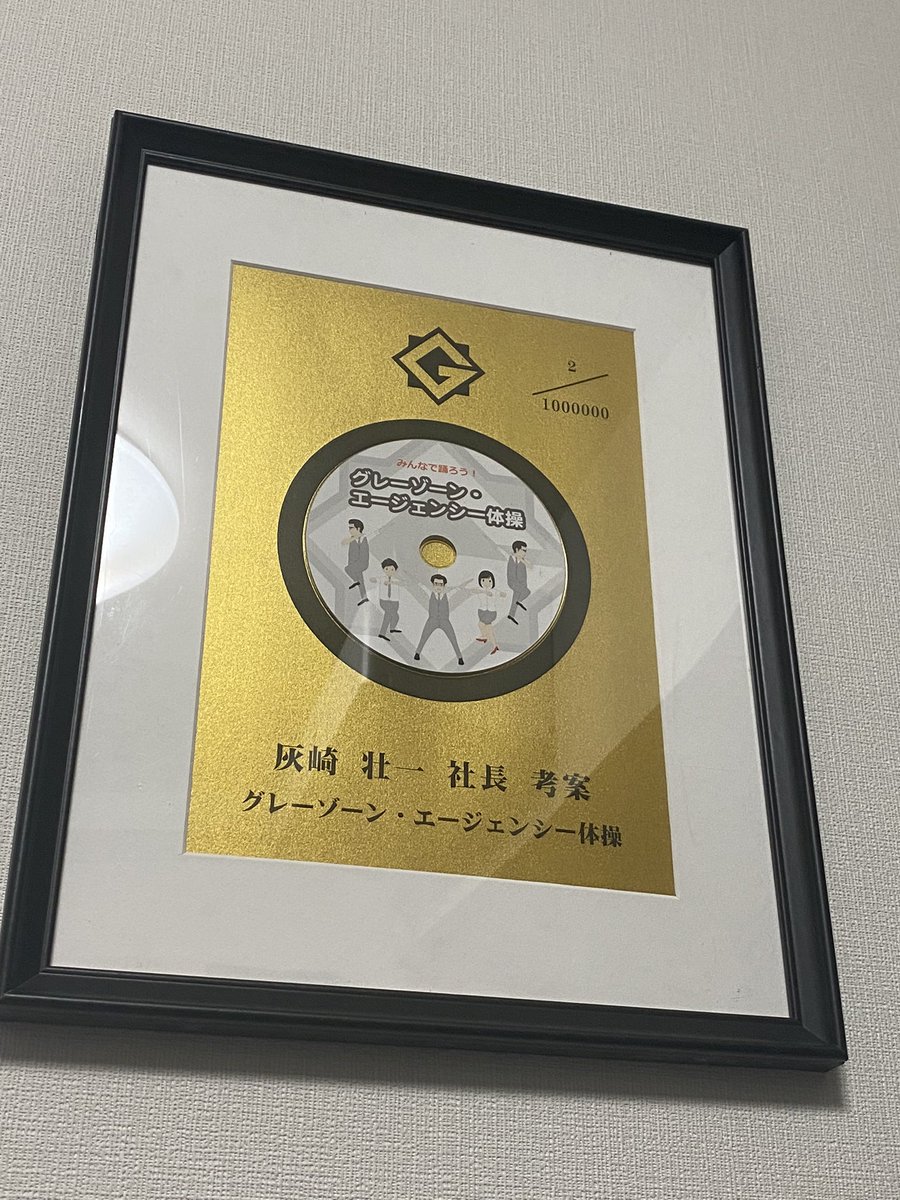 2
1000000
みんなで踊ろう！
グレーゾーン・
エージェンシー体操
灰崎 壮一 社長 考案
グレーゾーン・エージェンシー体操